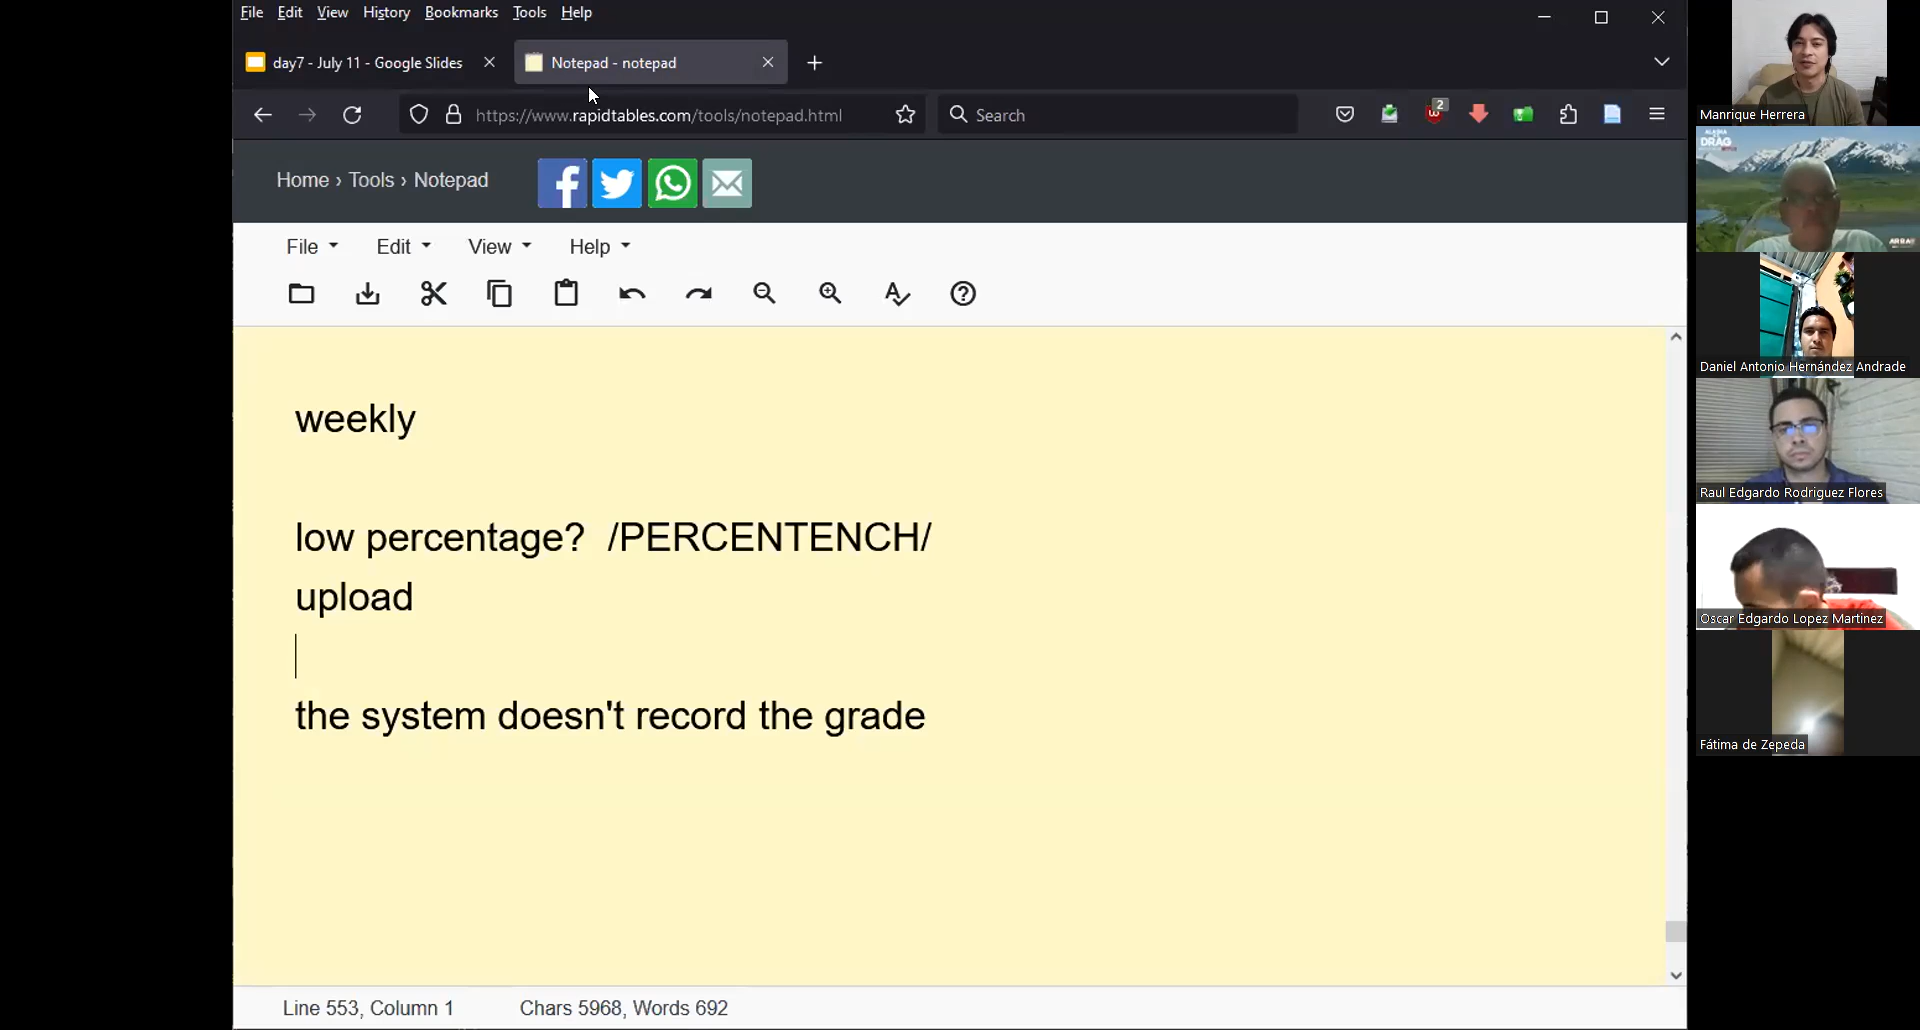 File Edit View History Bookmarks Tools Help
day7 - July 11 - Google Slides
Notepad - notepad
https://www.rapidtables.com/tools/notepad.html
Search
2
Home › Tools › Notepad
File Edit View Help
weekly
low percentage? /PERCENTENCH/
upload
the system doesn't record the grade
Line 553, Column 1 Chars 5968, Words 692
Manrique Herrera
DRAG
Daniel Antonio Hernández Andrade
Raul Edgardo Rodriguez Flores
Oscar Edgardo Lopez Martinez
Fátima de Zepeda